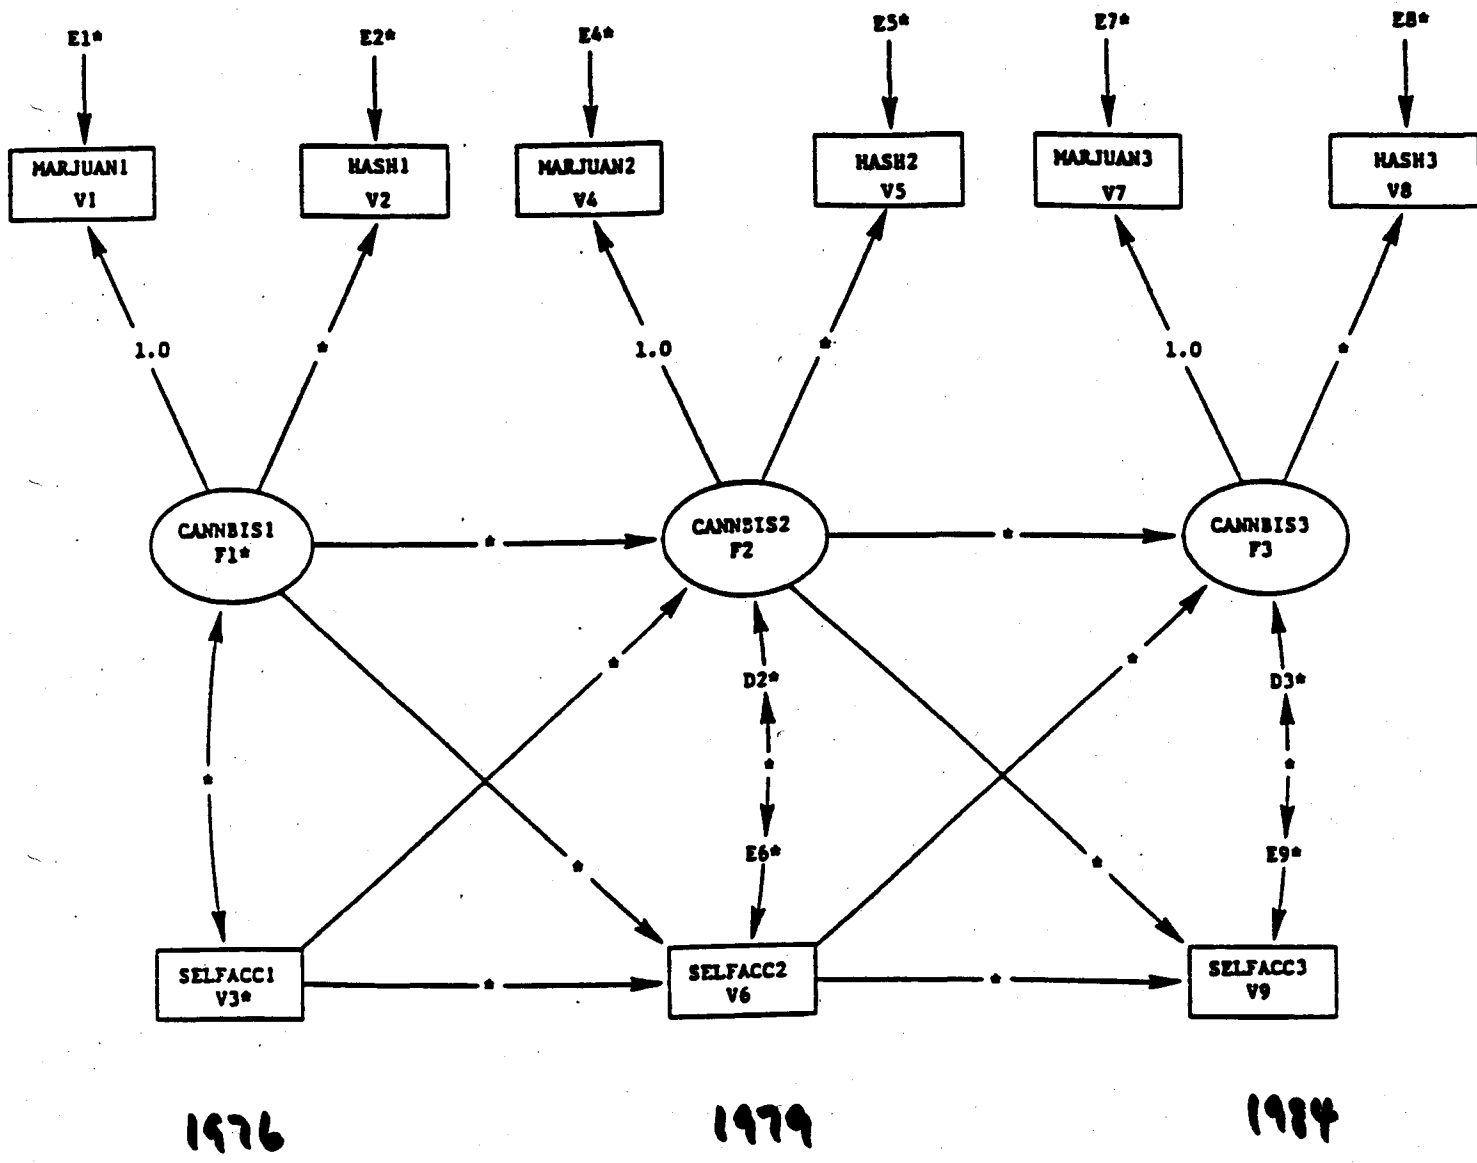 E1*
E2*
E4*
E5*
E7*
E8*
MARJUAN1
V1
HASH1
V2
MARJUAN2
V4
HASH2
V5
MARJUAN3
V7
HASH3
V8
1.0
*
1.0
*
1.0
*
CANNBIS1
F1*
*
CANNBIS2
F2
*
CANNBIS3
F3
*
*
D2*
*
D3*
*
*
*
*
E6*
*
E9*
SELFACC1
V3*
*
SELFACC2
V6
*
SELFACC3
V9
1976
1979
1984